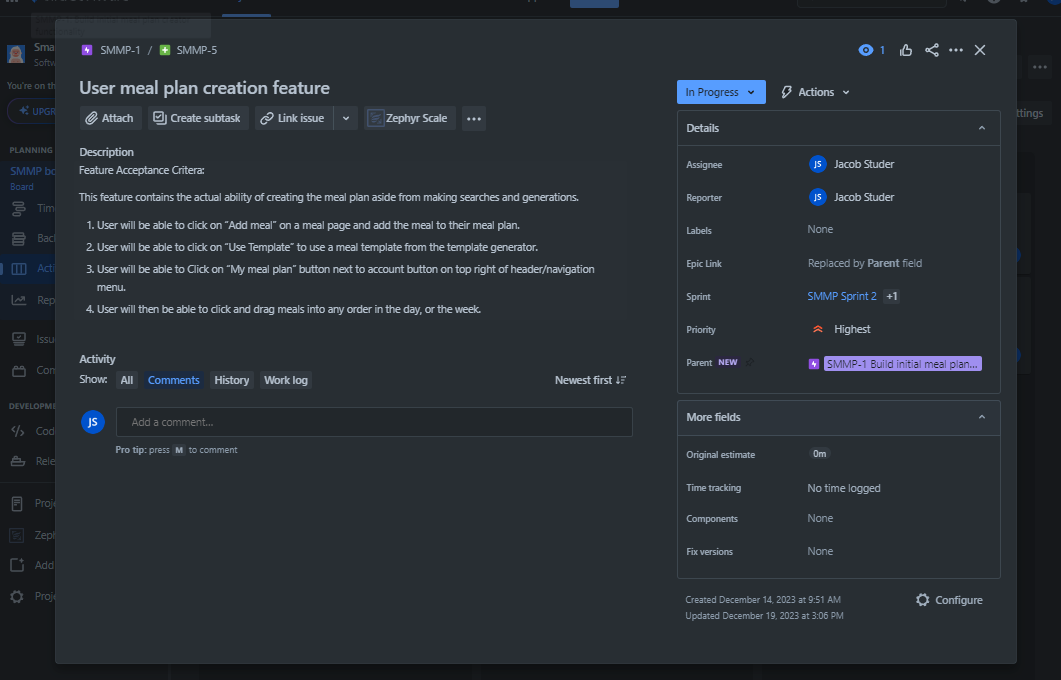 SMMP-1 / SMMP-5
1
User meal plan creation feature
Attach Create subtask Link issue Zephyr Scale
Description
Feature Acceptance Critera:
This feature contains the actual ability of creating the meal plan aside from making searches and generations.
1. User will be able to click on “Add meal” on a meal page and add the meal to their meal plan.
2. User will be able to click on “Use Template” to use a meal template from the template generator.
3. User will be able to Click on “My meal plan” button next to account button on top right of header/navigation
menu.
4. User will then be able to click and drag meals into any order in the day, or the week.
Activity
Show: All Comments History Work log Newest first
JS Add a comment...
Pro tip: press M to comment
In Progress Actions
Details
Assignee JS Jacob Studer
Reporter JS Jacob Studer
Labels None
Epic Link Replaced by Parent field
Sprint SMMP Sprint 2 +1
Priority Highest
Parent NEW SMMP-1 Build initial meal plan...
More fields
Original estimate 0m
Time tracking No time logged
Components None
Fix versions None
Created December 14, 2023 at 9:51 AM
Updated December 19, 2023 at 3:06 PM
Configure
Sma
Softw
You're on th
UPGR
PLANNING
SMMP bo
Board
Tim
Bac
Acti
Rep
Issu
Com
DEVELOPME
Cod
Rele
Proje
Zep
Add
Proje
ttings